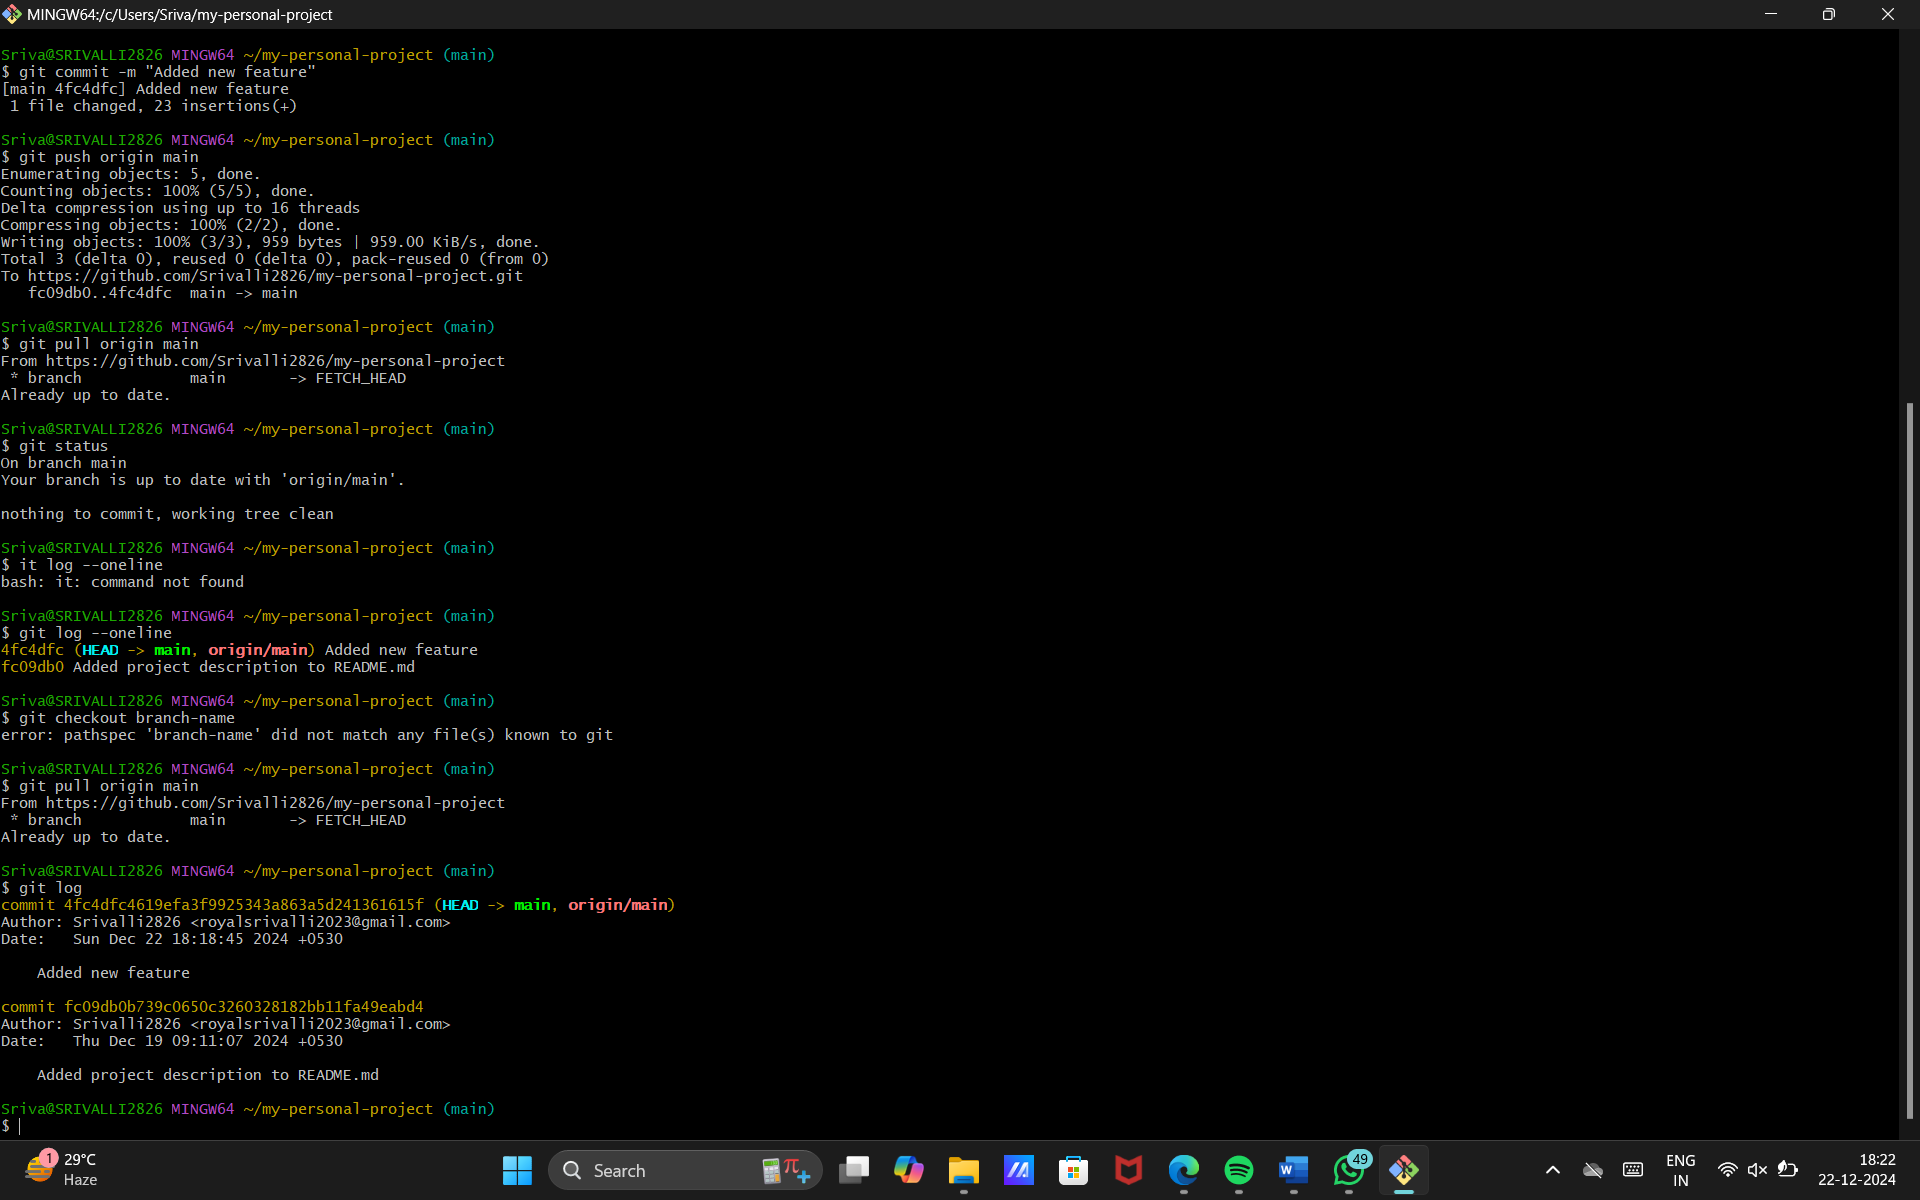 MINGW64:/c/Users/Sriva/my-personal-project
Sriva@SRIVALLI2826 MINGW64 ~/my-personal-project (main)
$ git commit -m "Added new feature"
[main 4fc4dfc] Added new feature
 1 file changed, 23 insertions(+)
Sriva@SRIVALLI2826 MINGW64 ~/my-personal-project (main)
$ git push origin main
Enumerating objects: 5, done.
Counting objects: 100% (5/5), done.
Delta compression using up to 16 threads
Compressing objects: 100% (2/2), done.
Writing objects: 100% (3/3), 959 bytes | 959.00 KiB/s, done.
Total 3 (delta 0), reused 0 (delta 0), pack-reused 0 (from 0)
To https://github.com/Srivalli2826/my-personal-project.git
   fc09db0..4fc4dfc  main -> main
Sriva@SRIVALLI2826 MINGW64 ~/my-personal-project (main)
$ git pull origin main
From https://github.com/Srivalli2826/my-personal-project
 * branch            main       -> FETCH_HEAD
Already up to date.
Sriva@SRIVALLI2826 MINGW64 ~/my-personal-project (main)
$ git status
On branch main
Your branch is up to date with 'origin/main'.
nothing to commit, working tree clean
Sriva@SRIVALLI2826 MINGW64 ~/my-personal-project (main)
$ it log --oneline
bash: it: command not found
Sriva@SRIVALLI2826 MINGW64 ~/my-personal-project (main)
$ git log --oneline
4fc4dfc (HEAD -> main, origin/main) Added new feature
fc09db0 Added project description to README.md
Sriva@SRIVALLI2826 MINGW64 ~/my-personal-project (main)
$ git checkout branch-name
error: pathspec 'branch-name' did not match any file(s) known to git
Sriva@SRIVALLI2826 MINGW64 ~/my-personal-project (main)
$ git pull origin main
From https://github.com/Srivalli2826/my-personal-project
 * branch            main       -> FETCH_HEAD
Already up to date.
Sriva@SRIVALLI2826 MINGW64 ~/my-personal-project (main)
$ git log
commit 4fc4dfc4619efa3f9925343a863a5d241361615f (HEAD -> main, origin/main)
Author: Srivalli2826 <royalsrivalli2023@gmail.com>
Date:   Sun Dec 22 18:18:45 2024 +0530
    Added new feature
commit fc09db0b739c0650c3260328182bb11fa49eabd4
Author: Srivalli2826 <royalsrivalli2023@gmail.com>
Date:   Thu Dec 19 09:11:07 2024 +0530
    Added project description to README.md
Sriva@SRIVALLI2826 MINGW64 ~/my-personal-project (main)
$
1
29°C
Haze
Search
49
ENG
IN
18:22
22-12-2024